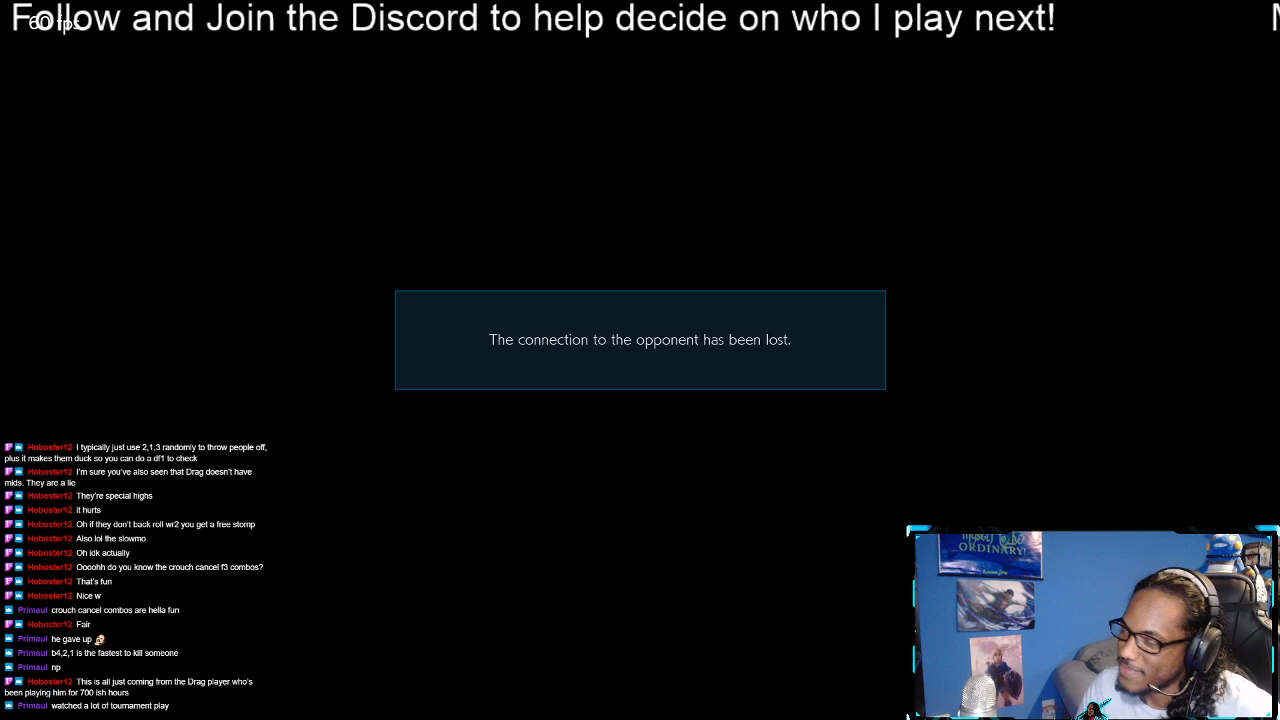 Follow and Join the Discord to help decide on who I play next!
60 fps
The connection to the opponent has been lost.
Hoboster12 I typically just use 2,1,3 randomly to throw people off,
plus it makes them duck so you can do a df1 to check
Hoboster12 I'm sure you've also seen that Drag doesn't have
mids. They are a lie
Hoboster12 They're special highs
Hoboster12 it hurts
Hoboster12 Oh if they don't back roll wr2 you get a free stomp
Hoboster12 Also lol the slowmo
Hoboster12 Oh idk actually
Hoboster12 Oooohh do you know the crouch cancel f3 combos?
Hoboster12 That's fun
Hoboster12 Nice w
Primaul crouch cancel combos are hella fun
Hoboster12 Fair
Primaul he gave up
Primaul b4,2,1 is the fastest to kill someone
Primaul np
Hoboster12 This is all just coming from the Drag player who's
been playing him for 700 ish hours
Primaul watched a lot of tournament play
myself to be
ORDINARY!